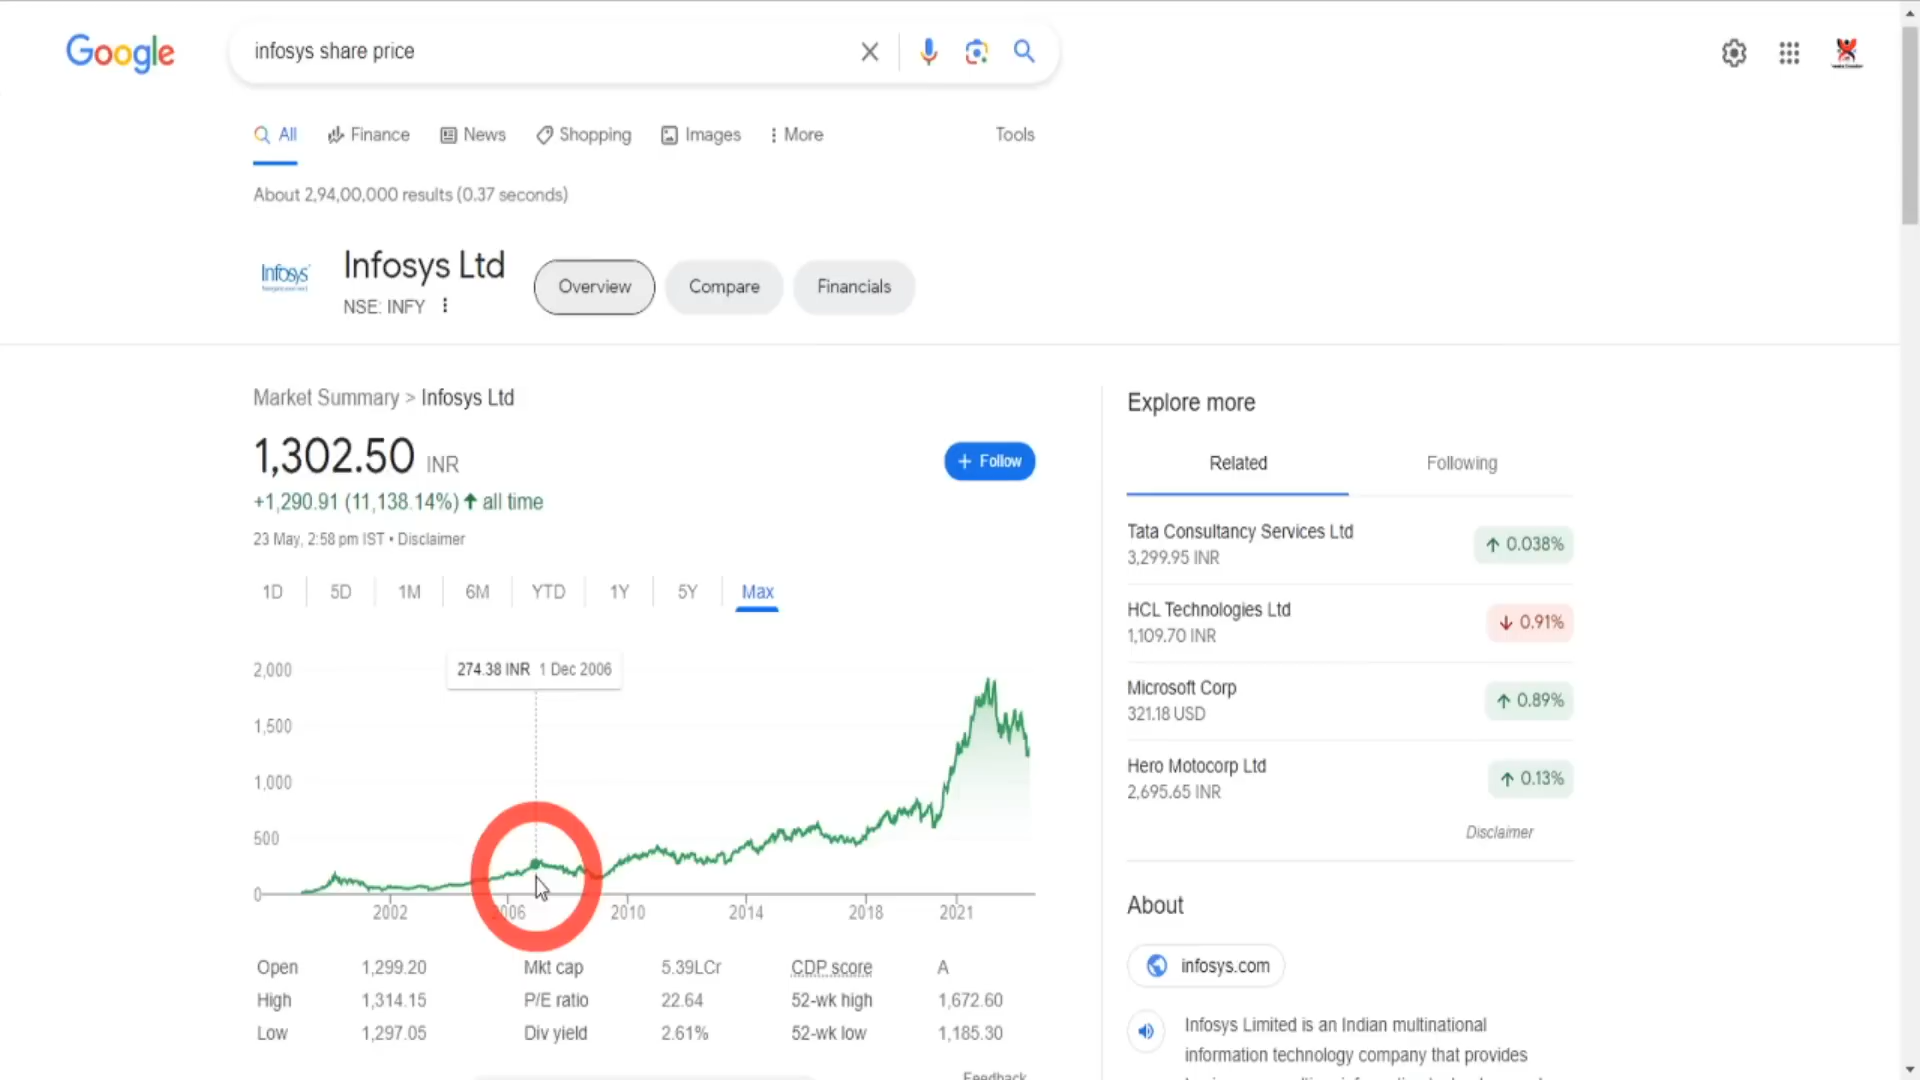 Google
infosys share price
All Finance News Shopping Images More Tools
About 2,94,00,000 results (0.37 seconds)
Infosys
Infosys Ltd
NSE: INFY
Overview Compare Financials
Market Summary > Infosys Ltd
1,302.50 INR
+ Follow
+1,290.91 (11,138.14%) all time
23 May, 2:58 pm IST • Disclaimer
1D 5D 1M 6M YTD 1Y 5Y Max
274.38 INR 1 Dec 2006
2,000
1,500
1,000
500
0
2002 2006 2010 2014 2018 2021
Open 1,299.20 Mkt cap 5.39LCr CDP score A
High 1,314.15 P/E ratio 22.64 52-wk high 1,672.60
Low 1,297.05 Div yield 2.61% 52-wk low 1,185.30
Feedback
Explore more
Related Following
Tata Consultancy Services Ltd
3,299.95 INR
0.038%
HCL Technologies Ltd
1,109.70 INR
0.91%
Microsoft Corp
321.18 USD
0.89%
Hero Motocorp Ltd
2,695.65 INR
0.13%
Disclaimer
About
infosys.com
Infosys Limited is an Indian multinational
information technology company that provides